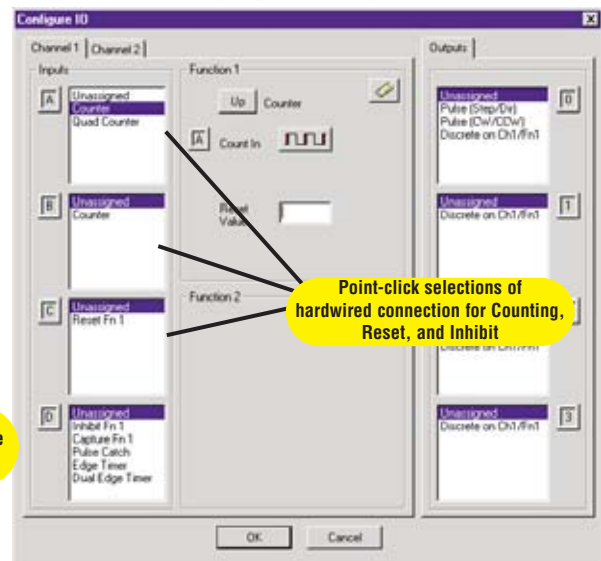 Configure IO
Channel 1 Channel 2 Outputs
Inputs
A
Unassigned
Counter
Quad Counter
B
Unassigned
Counter
C
Unassigned
Reset Fn 1
D
Unassigned
Inhibit Fn 1
Capture Fn 1
Pulse Catch
Edge Timer
Dual Edge Timer
Function 1
Up Counter
A Count In
Reset
Value
Function 2
Point-click selections of
hardwired connection for Counting,
Reset, and Inhibit
Unassigned
Pulse (Step/Dir)
Pulse (CW/CCW)
Discrete on Ch1/Fn1
0
Unassigned
Discrete on Ch1/Fn1
1
Discrete on Ch1/Fn1
Unassigned
Discrete on Ch1/Fn1
3
OK Cancel